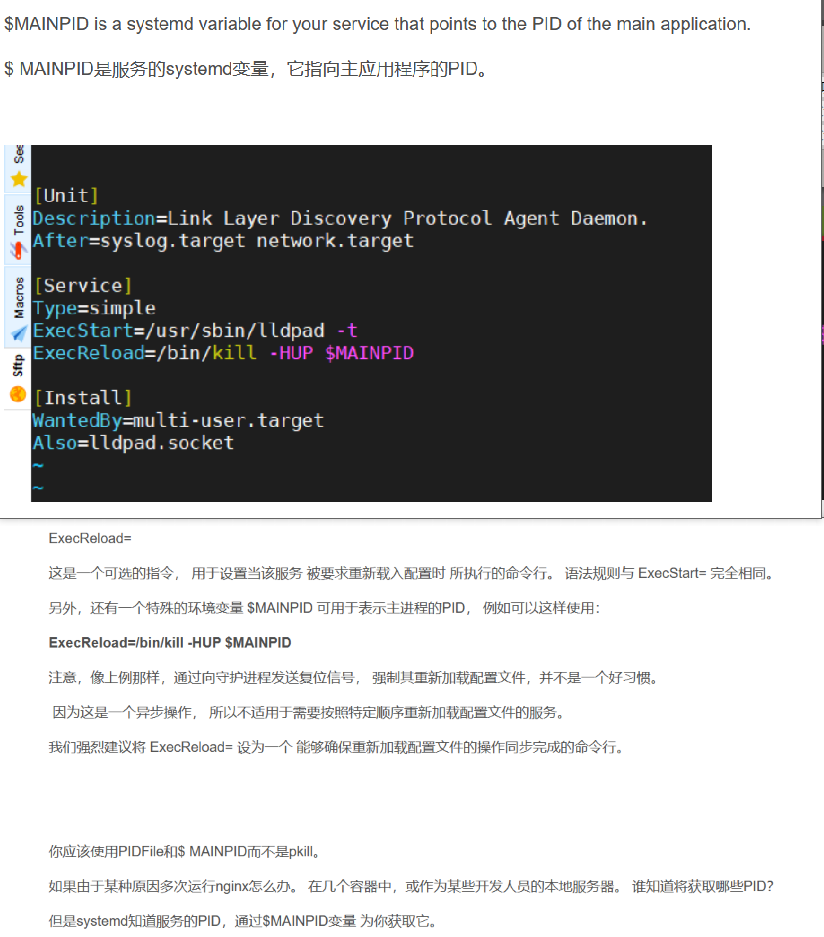 $MAINPID is a systemd variable for your service that points to the PID of the main application.
$ MAINPID是服务的systemd变量，它指向主应用程序的PID。
Ses
Tools
Macros
Sftp
[Unit]
Description=Link Layer Discovery Protocol Agent Daemon.
After=syslog.target network.target
[Service]
Type=simple
ExecStart=/usr/sbin/lldpad -t
ExecReload=/bin/kill -HUP $MAINPID
[Install]
WantedBy=multi-user.target
Also=lldpad.socket
~
~
ExecReload=
这是一个可选的指令， 用于设置当该服务 被要求重新载入配置时 所执行的命令行。 语法规则与 ExecStart= 完全相同。
另外，还有一个特殊的环境变量 $MAINPID 可用于表示主进程的PID， 例如可以这样使用：
ExecReload=/bin/kill -HUP $MAINPID
注意，像上例那样，通过向守护进程发送复位信号， 强制其重新加载配置文件，并不是一个好习惯。
因为这是一个异步操作， 所以不适用于需要按照特定顺序重新加载配置文件的服务。
我们强烈建议将 ExecReload= 设为一个 能够确保重新加载配置文件的操作同步完成的命令行。
你应该使用PIDFile和$ MAINPID而不是pkill。
如果由于某种原因多次运行nginx怎么办。 在几个容器中，或作为某些开发人员的本地服务器。 谁知道将获取哪些PID？
但是systemd知道服务的PID，通过$MAINPID变量 为你获取它。